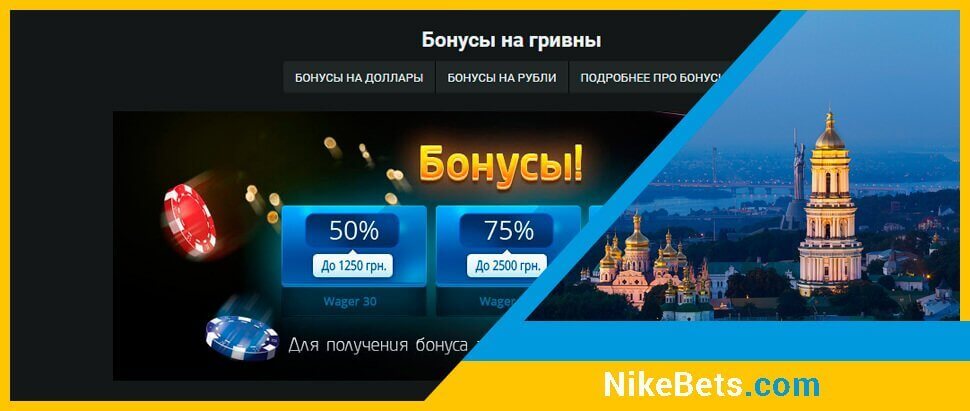 Бонусы на гривны
БОНУСЫ НА ДОЛЛАРЫ
БОНУСЫ НА РУБЛИ
ПОДРОБНЕЕ ПРО
Бонусы!
50%
До 1250 грн.
Wager 30
75%
До 2500 грн.
Wager
Для получения бонуса
NikeBets.com